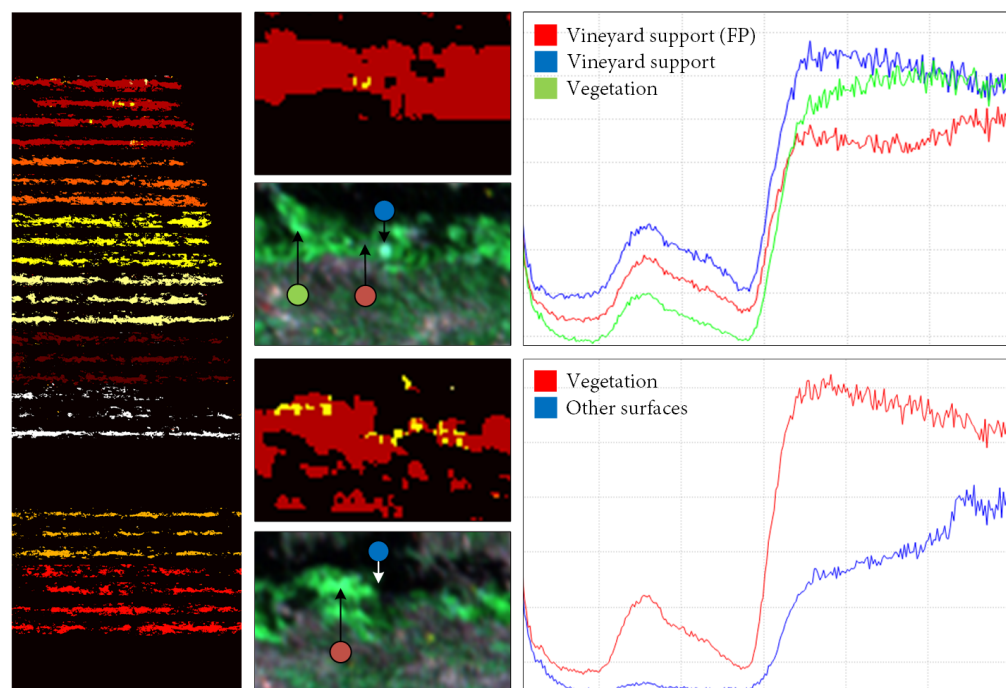 Vineyard support (FP)
Vineyard support
Vegetation
Vegetation
Other surfaces